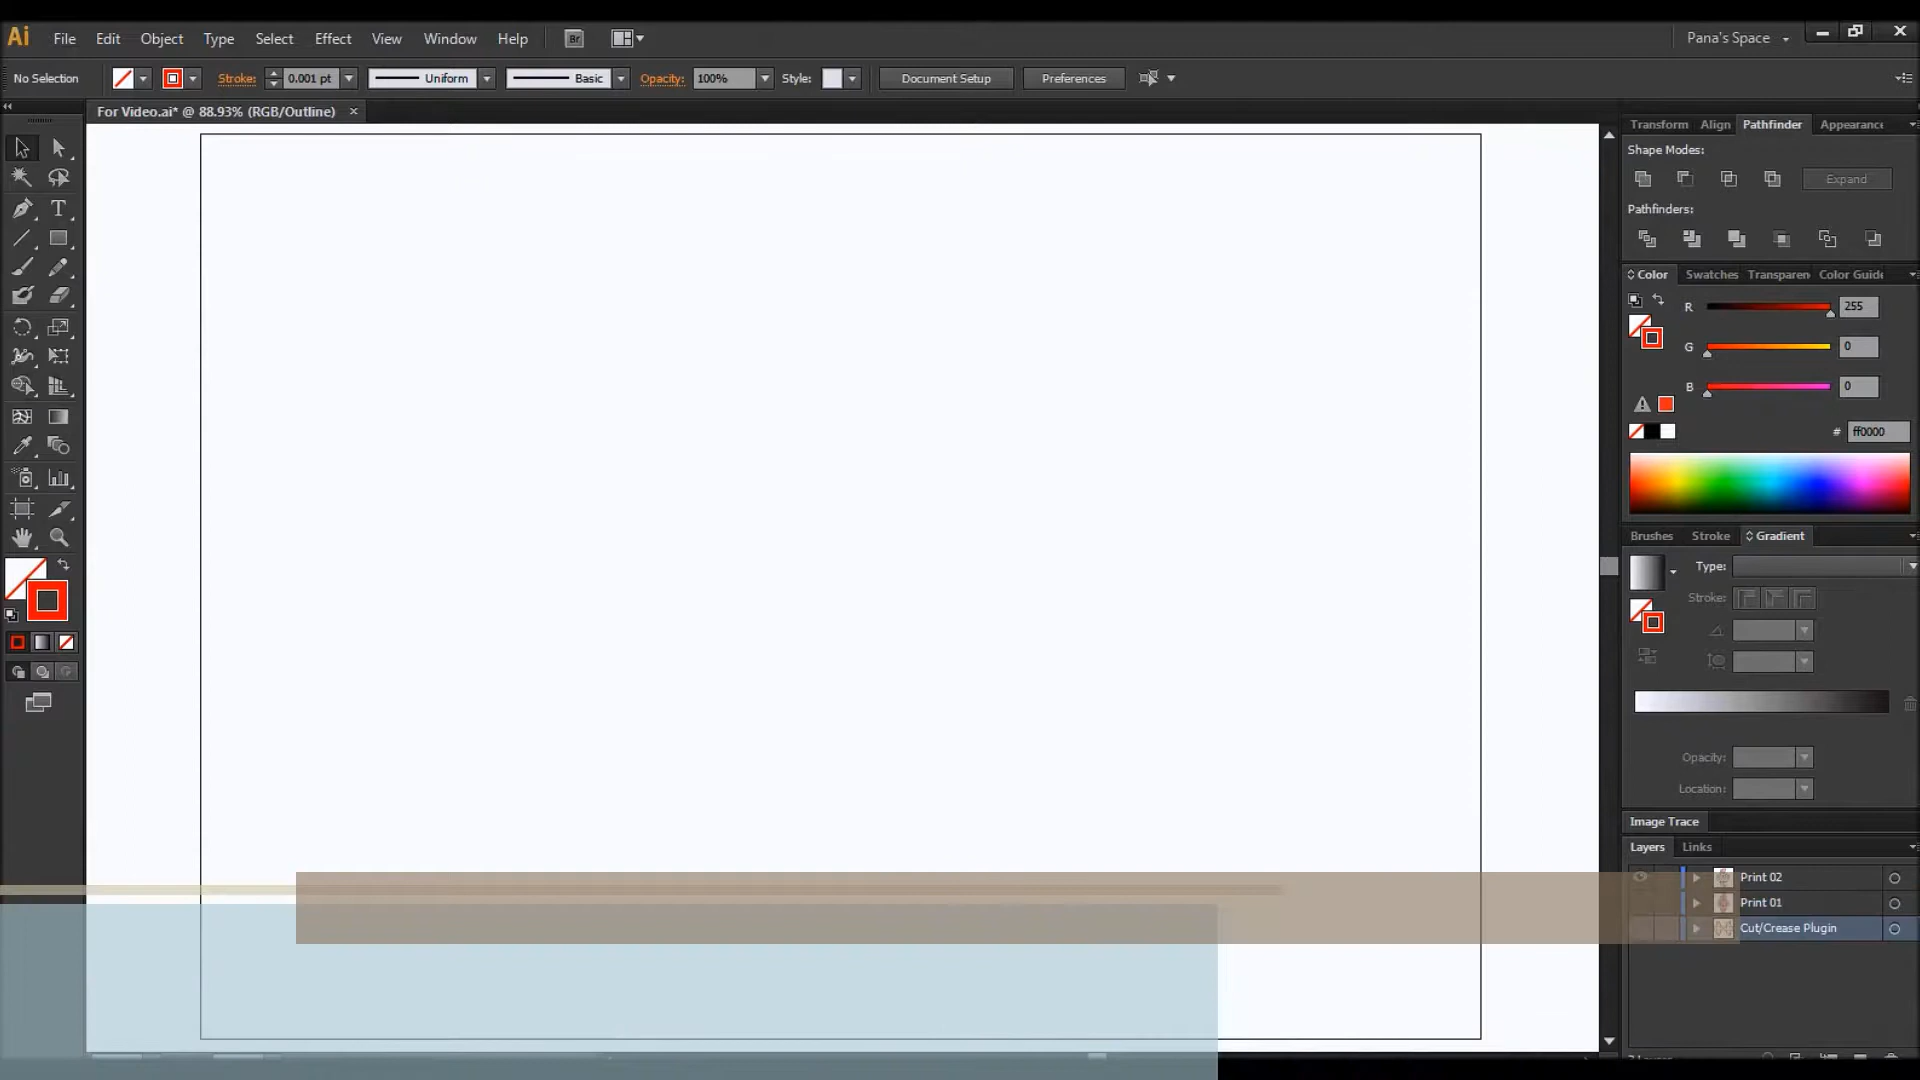 Ai File Edit Object Type Select Effect View Window Help Br Pana's Space
No Selection Stroke: 0.001 pt Uniform Basic Opacity: 100% Style: Document Setup Preferences
For Video.ai* @ 88.93% (RGB/Outline)
Transform Align Pathfinder Appearance
Shape Modes:
Expand
Pathfinders:
Color Swatches Transparen Color Guide
R 255
G 0
B 0
# ff0000
Brushes Stroke Gradient
Type:
Stroke:
Opacity:
Location:
Image Trace
Layers Links
Print 02
Print 01
Cut/Crease Plugin